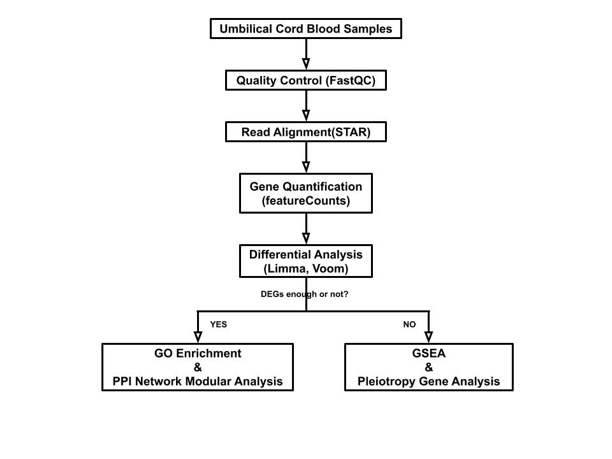 Umbilical Cord Blood Samples
Quality Control (FastQC)
Read Alignment(STAR)
Gene Quantification
(featureCounts)
Differential Analysis
(Limma, Voom)
DEGs enough or not?
YES
NO
GO Enrichment
&
PPI Network Modular Analysis
GSEA
&
Pleiotropy Gene Analysis